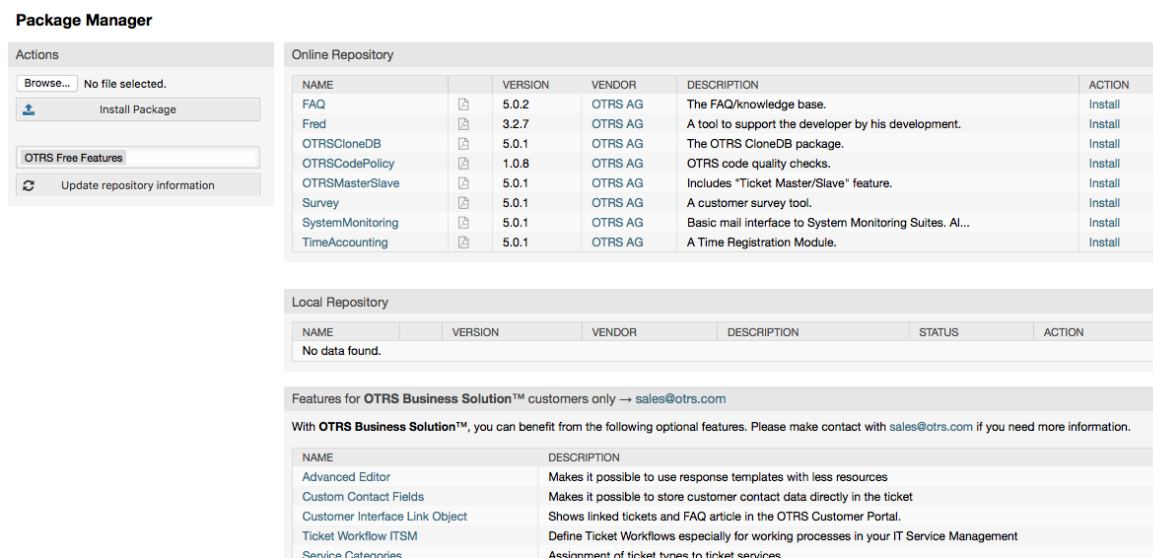 Package Manager
Actions
Browse... No file selected.
Install Package
OTRS Free Features
Update repository information
Online Repository
NAME VERSION VENDOR DESCRIPTION ACTION
FAQ 5.0.2 OTRS AG The FAQ/knowledge base. Install
Fred 3.2.7 OTRS AG A tool to support the developer by his development. Install
OTRSCloneDB 5.0.1 OTRS AG The OTRS CloneDB package. Install
OTRSCodePolicy 1.0.8 OTRS AG OTRS code quality checks. Install
OTRSMasterSlave 5.0.1 OTRS AG Includes "Ticket Master/Slave" feature. Install
Survey 5.0.1 OTRS AG A customer survey tool. Install
SystemMonitoring 5.0.1 OTRS AG Basic mail interface to System Monitoring Suites. Al... Install
TimeAccounting 5.0.1 OTRS AG A Time Registration Module. Install
Local Repository
NAME VERSION VENDOR DESCRIPTION STATUS ACTION
No data found.
Features for OTRS Business Solution™ customers only → sales@otrs.com
With OTRS Business Solution™, you can benefit from the following optional features. Please make contact with sales@otrs.com if you need more information.
NAME DESCRIPTION
Advanced Editor Makes it possible to use response templates with less resources
Custom Contact Fields Makes it possible to store customer contact data directly in the ticket
Customer Interface Link Object Shows linked tickets and FAQ article in the OTRS Customer Portal.
Ticket Workflow ITSM Define Ticket Workflows especially for working processes in your IT Service Management
Service Categories Assignment of ticket types to ticket services